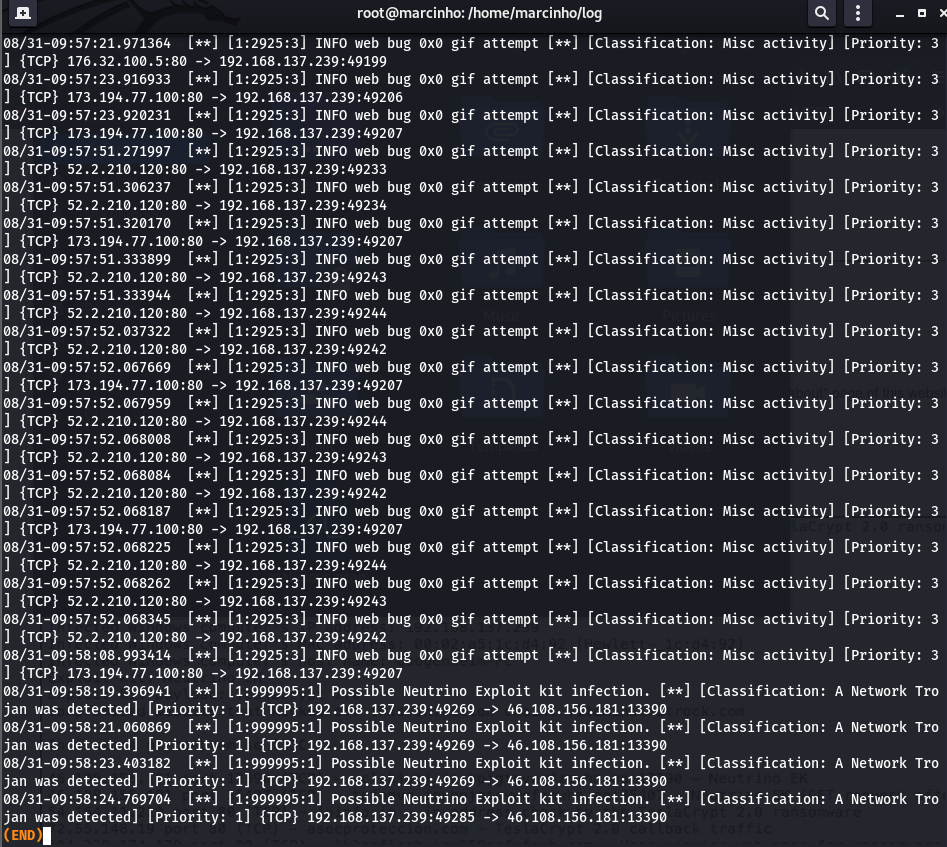 root@marcinho: /home/marcinho/log
08/31-09:57:21.971364  [**] [1:2925:3] INFO web bug 0x0 gif attempt [**] [Classification: Misc activity] [Priority: 3
] {TCP} 176.32.100.5:80 -> 192.168.137.239:49199
08/31-09:57:23.916933  [**] [1:2925:3] INFO web bug 0x0 gif attempt [**] [Classification: Misc activity] [Priority: 3
] {TCP} 173.194.77.100:80 -> 192.168.137.239:49206
08/31-09:57:23.920231  [**] [1:2925:3] INFO web bug 0x0 gif attempt [**] [Classification: Misc activity] [Priority: 3
] {TCP} 173.194.77.100:80 -> 192.168.137.239:49207
08/31-09:57:51.271997  [**] [1:2925:3] INFO web bug 0x0 gif attempt [**] [Classification: Misc activity] [Priority: 3
] {TCP} 52.2.210.120:80 -> 192.168.137.239:49233
08/31-09:57:51.306237  [**] [1:2925:3] INFO web bug 0x0 gif attempt [**] [Classification: Misc activity] [Priority: 3
] {TCP} 52.2.210.120:80 -> 192.168.137.239:49234
08/31-09:57:51.320170  [**] [1:2925:3] INFO web bug 0x0 gif attempt [**] [Classification: Misc activity] [Priority: 3
] {TCP} 173.194.77.100:80 -> 192.168.137.239:49207
08/31-09:57:51.333899  [**] [1:2925:3] INFO web bug 0x0 gif attempt [**] [Classification: Misc activity] [Priority: 3
] {TCP} 52.2.210.120:80 -> 192.168.137.239:49243
08/31-09:57:51.333944  [**] [1:2925:3] INFO web bug 0x0 gif attempt [**] [Classification: Misc activity] [Priority: 3
] {TCP} 52.2.210.120:80 -> 192.168.137.239:49244
08/31-09:57:52.037322  [**] [1:2925:3] INFO web bug 0x0 gif attempt [**] [Classification: Misc activity] [Priority: 3
] {TCP} 52.2.210.120:80 -> 192.168.137.239:49242
08/31-09:57:52.067669  [**] [1:2925:3] INFO web bug 0x0 gif attempt [**] [Classification: Misc activity] [Priority: 3
] {TCP} 173.194.77.100:80 -> 192.168.137.239:49207
08/31-09:57:52.067959  [**] [1:2925:3] INFO web bug 0x0 gif attempt [**] [Classification: Misc activity] [Priority: 3
] {TCP} 52.2.210.120:80 -> 192.168.137.239:49244
08/31-09:57:52.068008  [**] [1:2925:3] INFO web bug 0x0 gif attempt [**] [Classification: Misc activity] [Priority: 3
] {TCP} 52.2.210.120:80 -> 192.168.137.239:49243
08/31-09:57:52.068084  [**] [1:2925:3] INFO web bug 0x0 gif attempt [**] [Classification: Misc activity] [Priority: 3
] {TCP} 52.2.210.120:80 -> 192.168.137.239:49242
08/31-09:57:52.068187  [**] [1:2925:3] INFO web bug 0x0 gif attempt [**] [Classification: Misc activity] [Priority: 3
] {TCP} 173.194.77.100:80 -> 192.168.137.239:49207
08/31-09:57:52.068225  [**] [1:2925:3] INFO web bug 0x0 gif attempt [**] [Classification: Misc activity] [Priority: 3
] {TCP} 52.2.210.120:80 -> 192.168.137.239:49244
08/31-09:57:52.068262  [**] [1:2925:3] INFO web bug 0x0 gif attempt [**] [Classification: Misc activity] [Priority: 3
] {TCP} 52.2.210.120:80 -> 192.168.137.239:49243
08/31-09:57:52.068345  [**] [1:2925:3] INFO web bug 0x0 gif attempt [**] [Classification: Misc activity] [Priority: 3
] {TCP} 52.2.210.120:80 -> 192.168.137.239:49242
08/31-09:58:08.993414  [**] [1:2925:3] INFO web bug 0x0 gif attempt [**] [Classification: Misc activity] [Priority: 3
] {TCP} 173.194.77.100:80 -> 192.168.137.239:49207
08/31-09:58:19.396941  [**] [1:999995:1] Possible Neutrino Exploit kit infection. [**] [Classification: A Network Tro
jan was detected] [Priority: 1] {TCP} 192.168.137.239:49269 -> 46.108.156.181:13390
08/31-09:58:21.060869  [**] [1:999995:1] Possible Neutrino Exploit kit infection. [**] [Classification: A Network Tro
jan was detected] [Priority: 1] {TCP} 192.168.137.239:49269 -> 46.108.156.181:13390
08/31-09:58:23.403182  [**] [1:999995:1] Possible Neutrino Exploit kit infection. [**] [Classification: A Network Tro
jan was detected] [Priority: 1] {TCP} 192.168.137.239:49269 -> 46.108.156.181:13390
08/31-09:58:24.769704  [**] [1:999995:1] Possible Neutrino Exploit kit infection. [**] [Classification: A Network Tro
jan was detected] [Priority: 1] {TCP} 192.168.137.239:49285 -> 46.108.156.181:13390
(END)